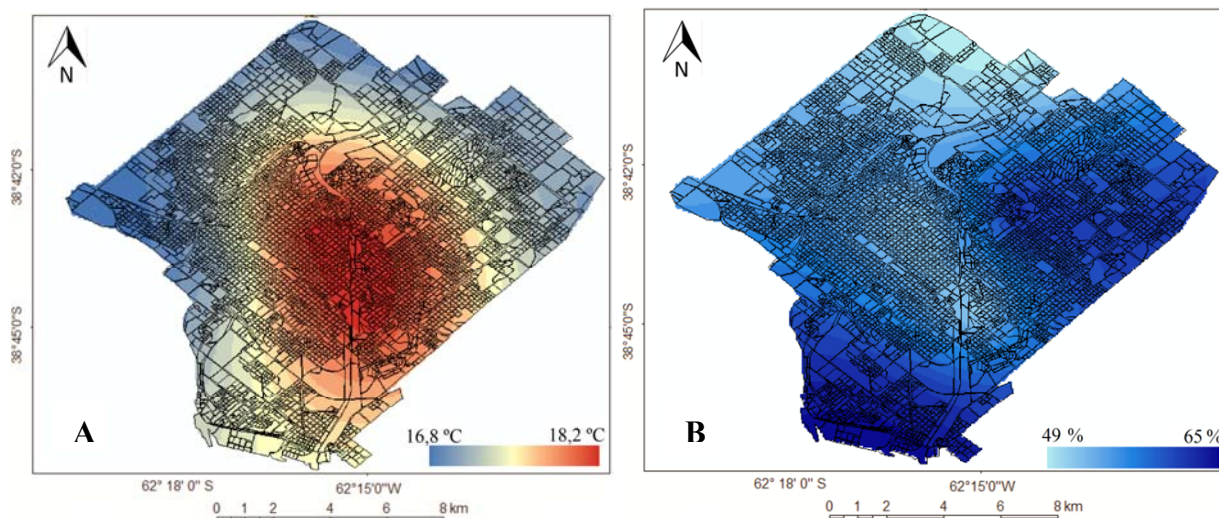 N
38°42'0"S
38°45'0"S
A
16,8 ºC
18,2 ºC
62° 18' 0" S
62°15'0"W
0 1 2 4 6 8 km
N
38°42'0"S
38°45'0"S
B
49 %
65 %
62° 18' 0" S
62°15'0"W
0 1 2 4 6 8 km